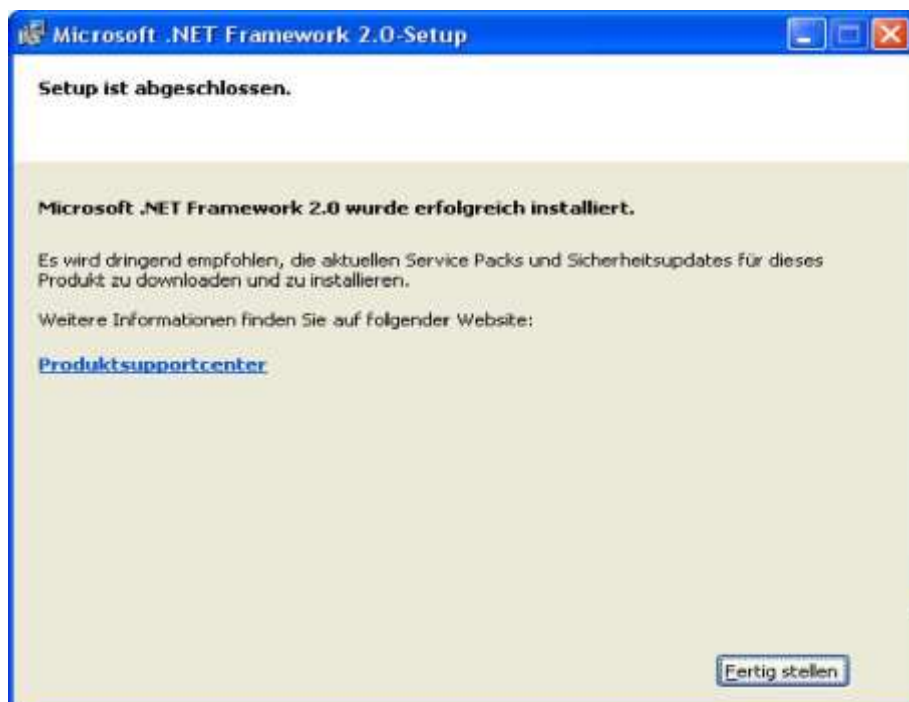 Microsoft .NET Framework 2.0-Setup
Setup ist abgeschlossen.
Microsoft .NET Framework 2.0 wurde erfolgreich installiert.
Es wird dringend empfohlen, die aktuellen Service Packs und Sicherheitsupdates für dieses
Produkt zu downloaden und zu installieren.
Weitere Informationen finden Sie auf folgender Website:
Produktsupportcenter
Fertig stellen